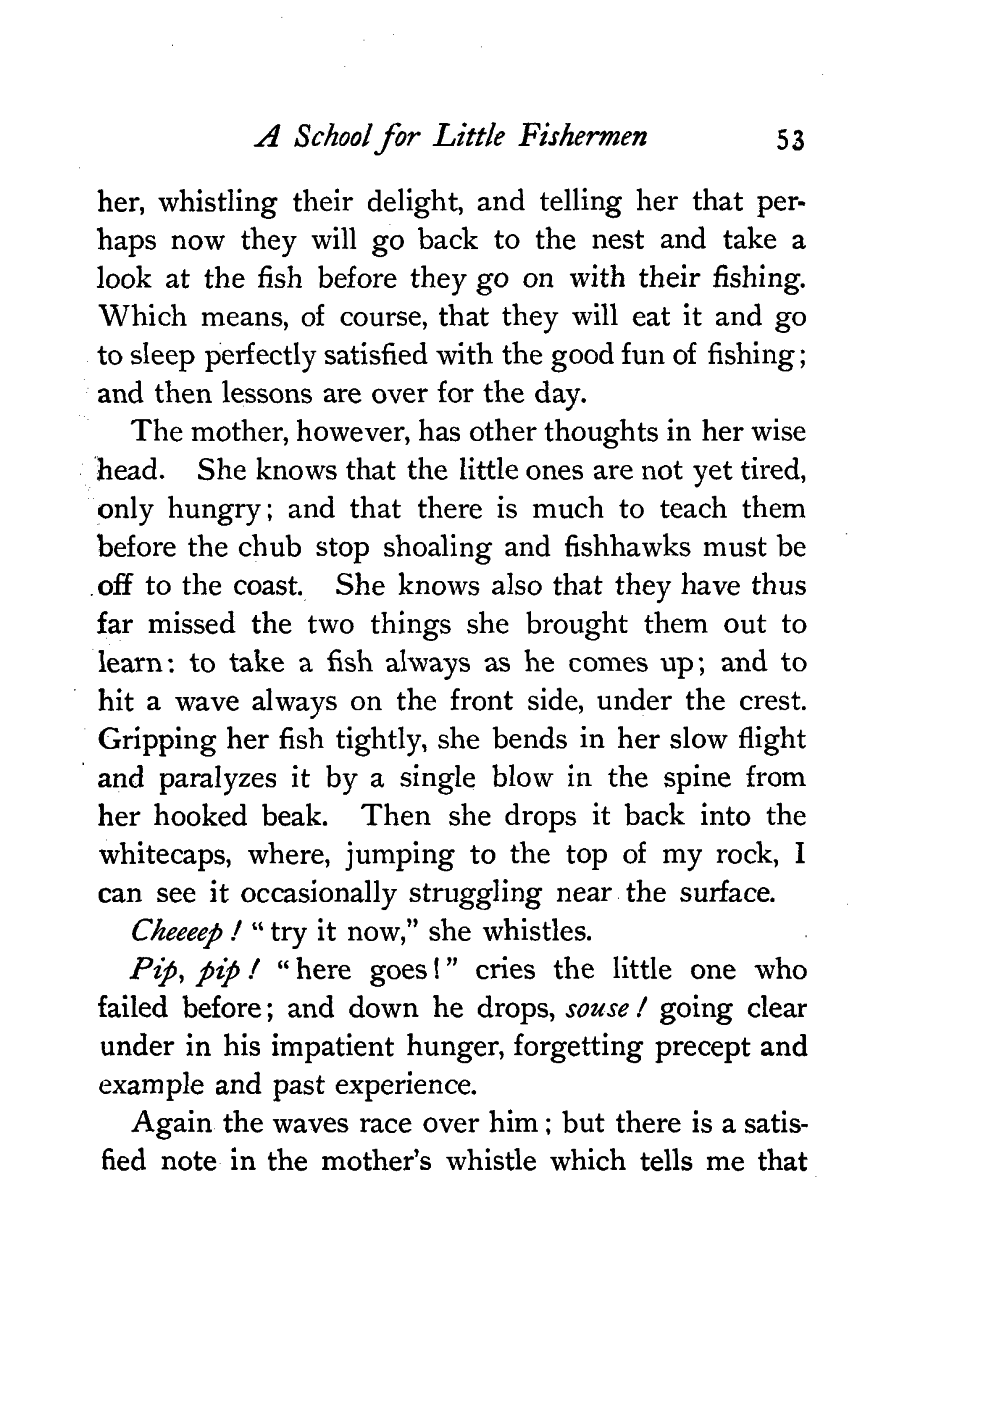 A School for Little Fishermen 53
her, whistling their delight, and telling her that per-
haps now they will go back to the nest and take a
look at the fish before they go on with their fishing.
Which means, of course, that they will eat it and go
to sleep perfectly satisfied with the good fun of fishing;
and then lessons are over for the day.
The mother, however, has other thoughts in her wise
head. She knows that the little ones are not yet tired,
only hungry; and that there is much to teach them
before the chub stop shoaling and fishhawks must be
off to the coast. She knows also that they have thus
far missed the two things she brought them out to
learn: to take a fish always as he comes up; and to
hit a wave always on the front side, under the crest.
Gripping her fish tightly, she bends in her slow flight
and paralyzes it by a single blow in the spine from
her hooked beak. Then she drops it back into the
whitecaps, where, jumping to the top of my rock, I
can see it occasionally struggling near the surface.
Cheeeep! "try it now," she whistles.
Pip, pip! "here goes!" cries the little one who
failed before; and down he drops, souse! going clear
under in his impatient hunger, forgetting precept and
example and past experience.
Again the waves race over him; but there is a satis-
fied note in the mother's whistle which tells me that